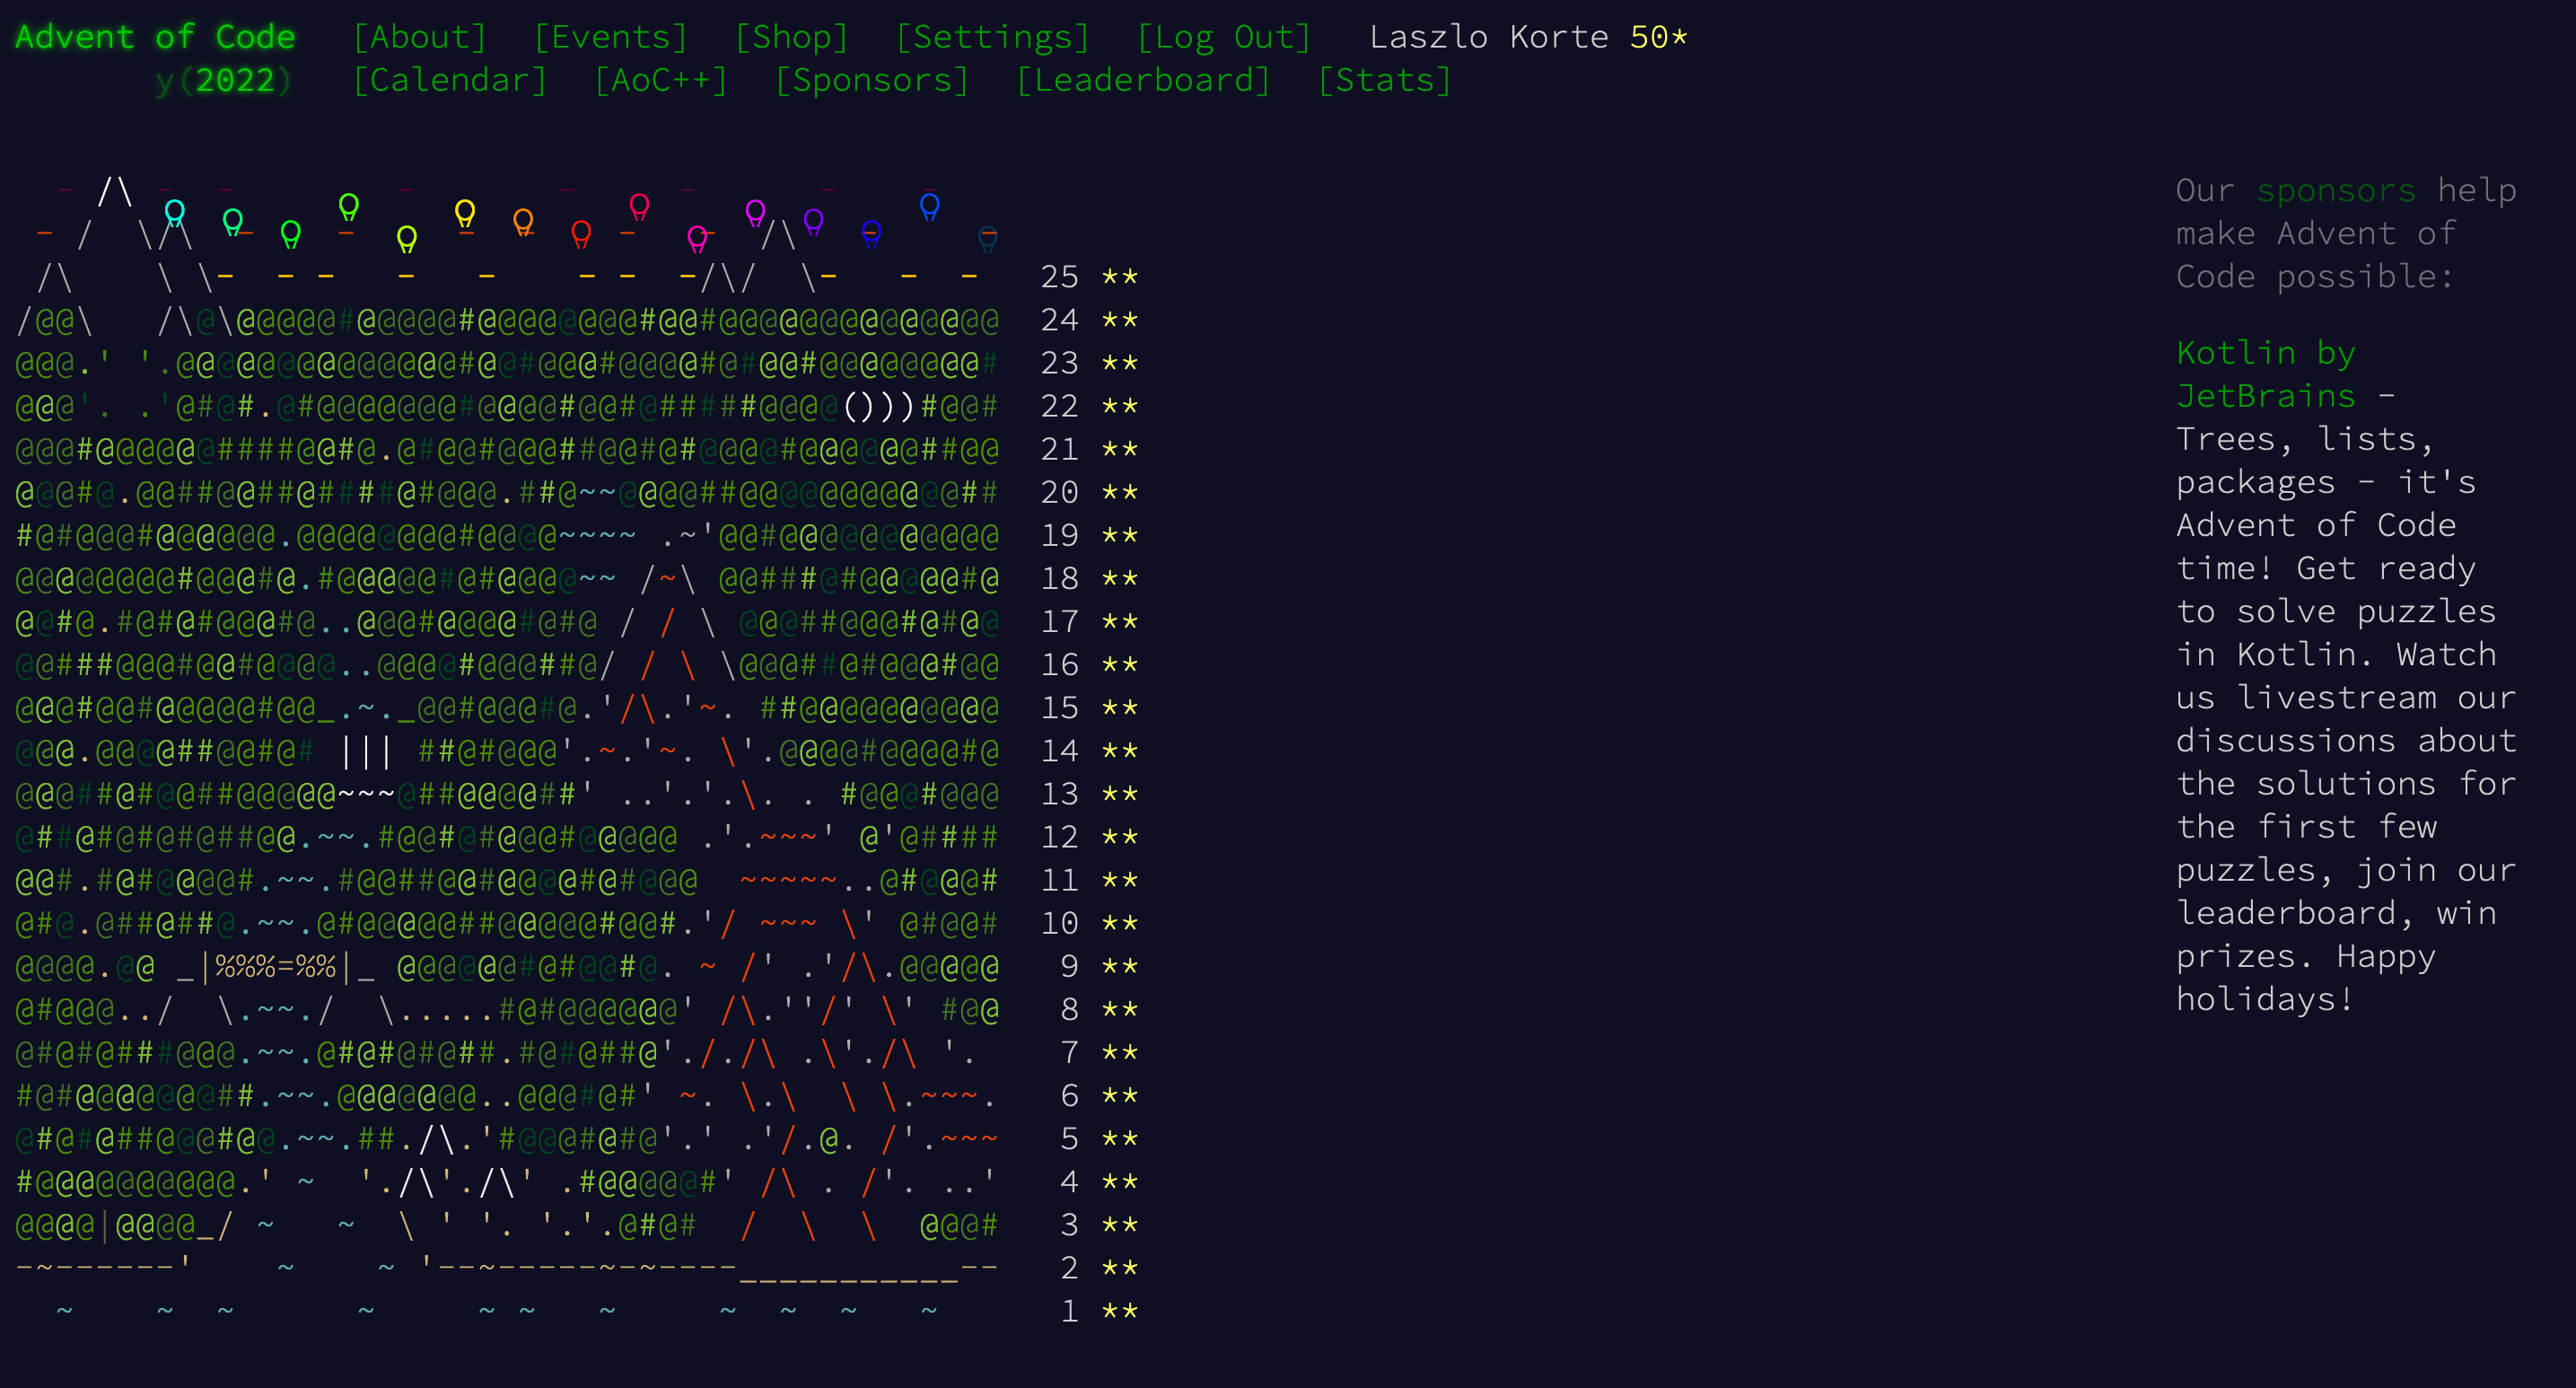 Advent of Code [About] [Events] [Shop] [Settings] [Log Out] Laszlo Korte 50*
y(2022) [Calendar] [AoC++] [Sponsors] [Leaderboard] [Stats]
25 **
24 **
23 **
22 **
21 **
20 **
19 **
18 **
17 **
16 **
15 **
14 **
13 **
12 **
11 **
10 **
9 **
8 **
7 **
6 **
5 **
4 **
3 **
2 **
1 **
Our sponsors help
make Advent of
Code possible:
Kotlin by
JetBrains -
Trees, lists,
packages - it's
Advent of Code
time! Get ready
to solve puzzles
in Kotlin. Watch
us livestream our
discussions about
the solutions for
the first few
puzzles, join our
leaderboard, win
prizes. Happy
holidays!